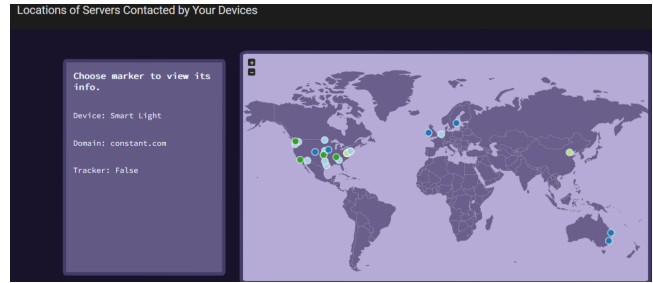 Locations of Servers Contacted by Your Devices
Choose marker to view its
info.
Device: Smart Light
Domain: constant.com
Tracker: False
+
-